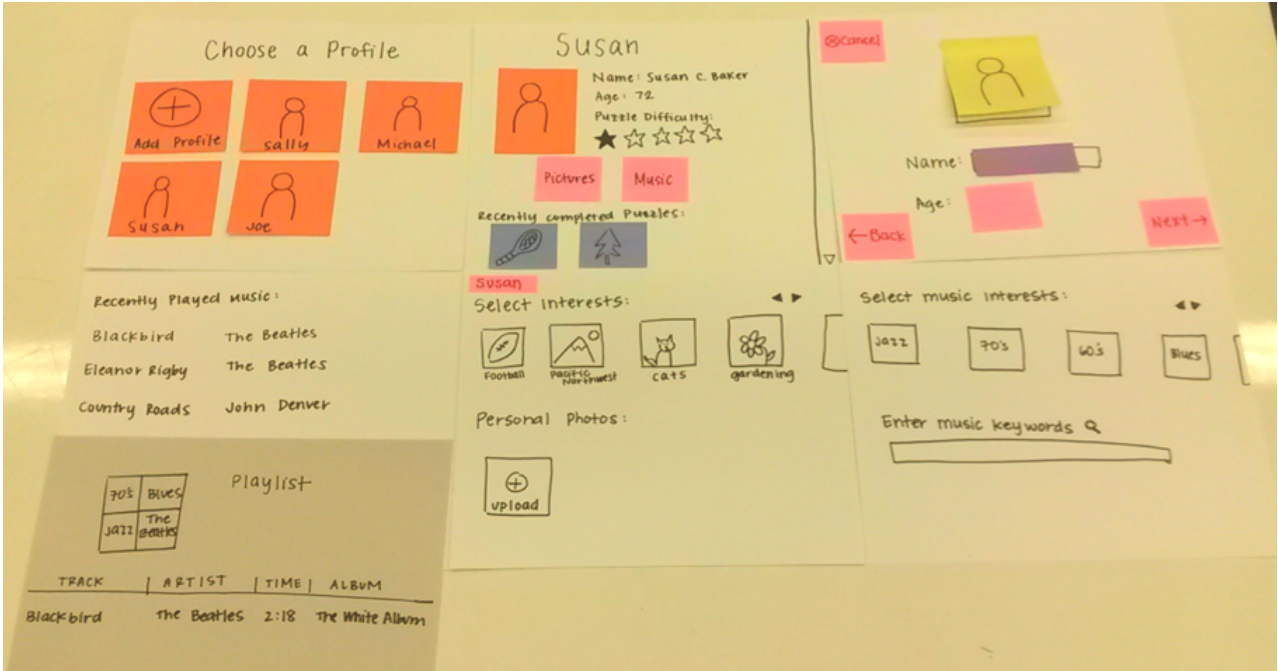 Choose a Profile
Add Profile
Sally
Michael
Susan
Joe
Susan
Name: Susan C. Baker
Age: 72
Puzzle Difficulty:
Pictures
Music
Recently completed Puzzles:
⊗Cancel
Name:
Age:
←Back
Next→
Recently Played Music:
Blackbird The Beatles
Eleanor Rigby The Beatles
Country Roads John Denver
Susan
Select Interests:
Football
Pacific
Northwest
cats
gardening
Personal Photos:
upload
Select music interests:
Jazz
70's
60's
Blues
Enter music keywords
Playlist
70's Blues
Jazz The Beatles
TRACK | ARTIST | TIME | ALBUM
Blackbird The Beatles 2:18 The White Album